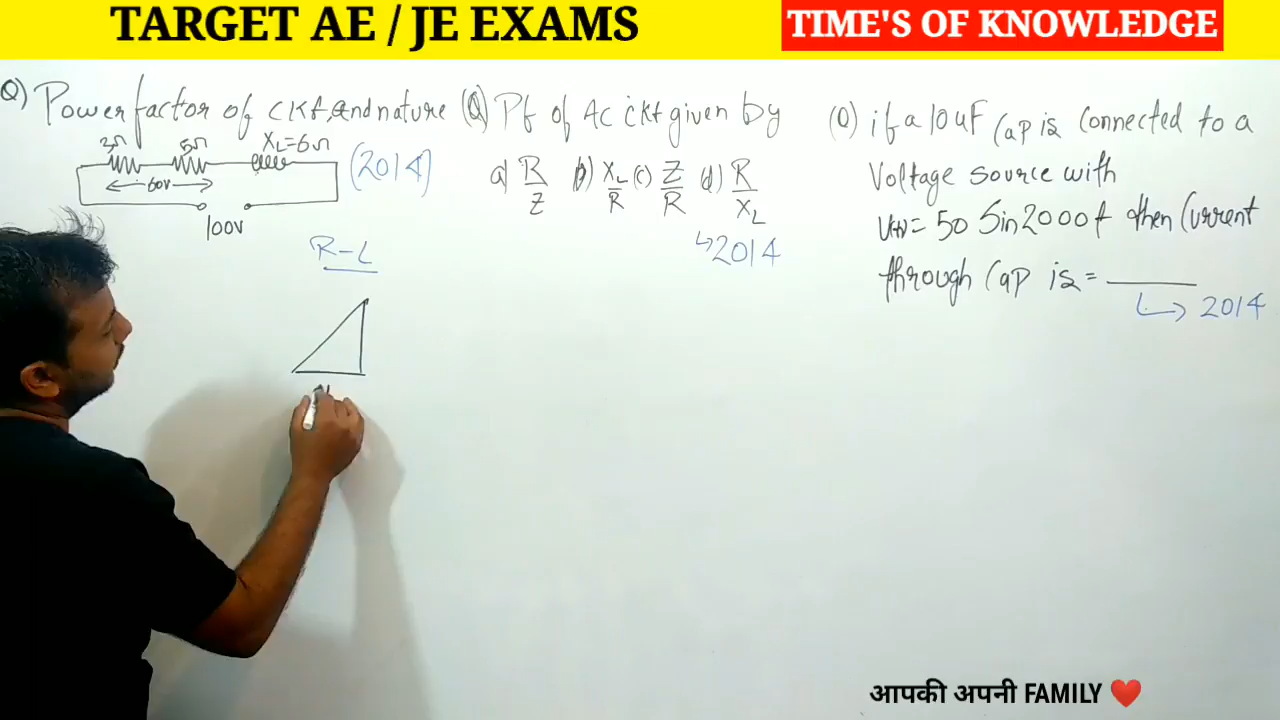 TARGET AE / JE EXAMS
TIME'S OF KNOWLEDGE
Q) Power factor of ckt, and nature
5Ω XL=6Ω
60V
100V
(2014)
R-L
(Q) Pf of AC ckt given by
a) R/Z b) XL/R (c) Z/R (d) R/XL
↳2014
(Q) if a 10uF Cap is Connected to a
Voltage source with
= 50 Sin2000t then Current
through Cap is = ______
↳ 2014
आपकी अपनी FAMILY ❤️